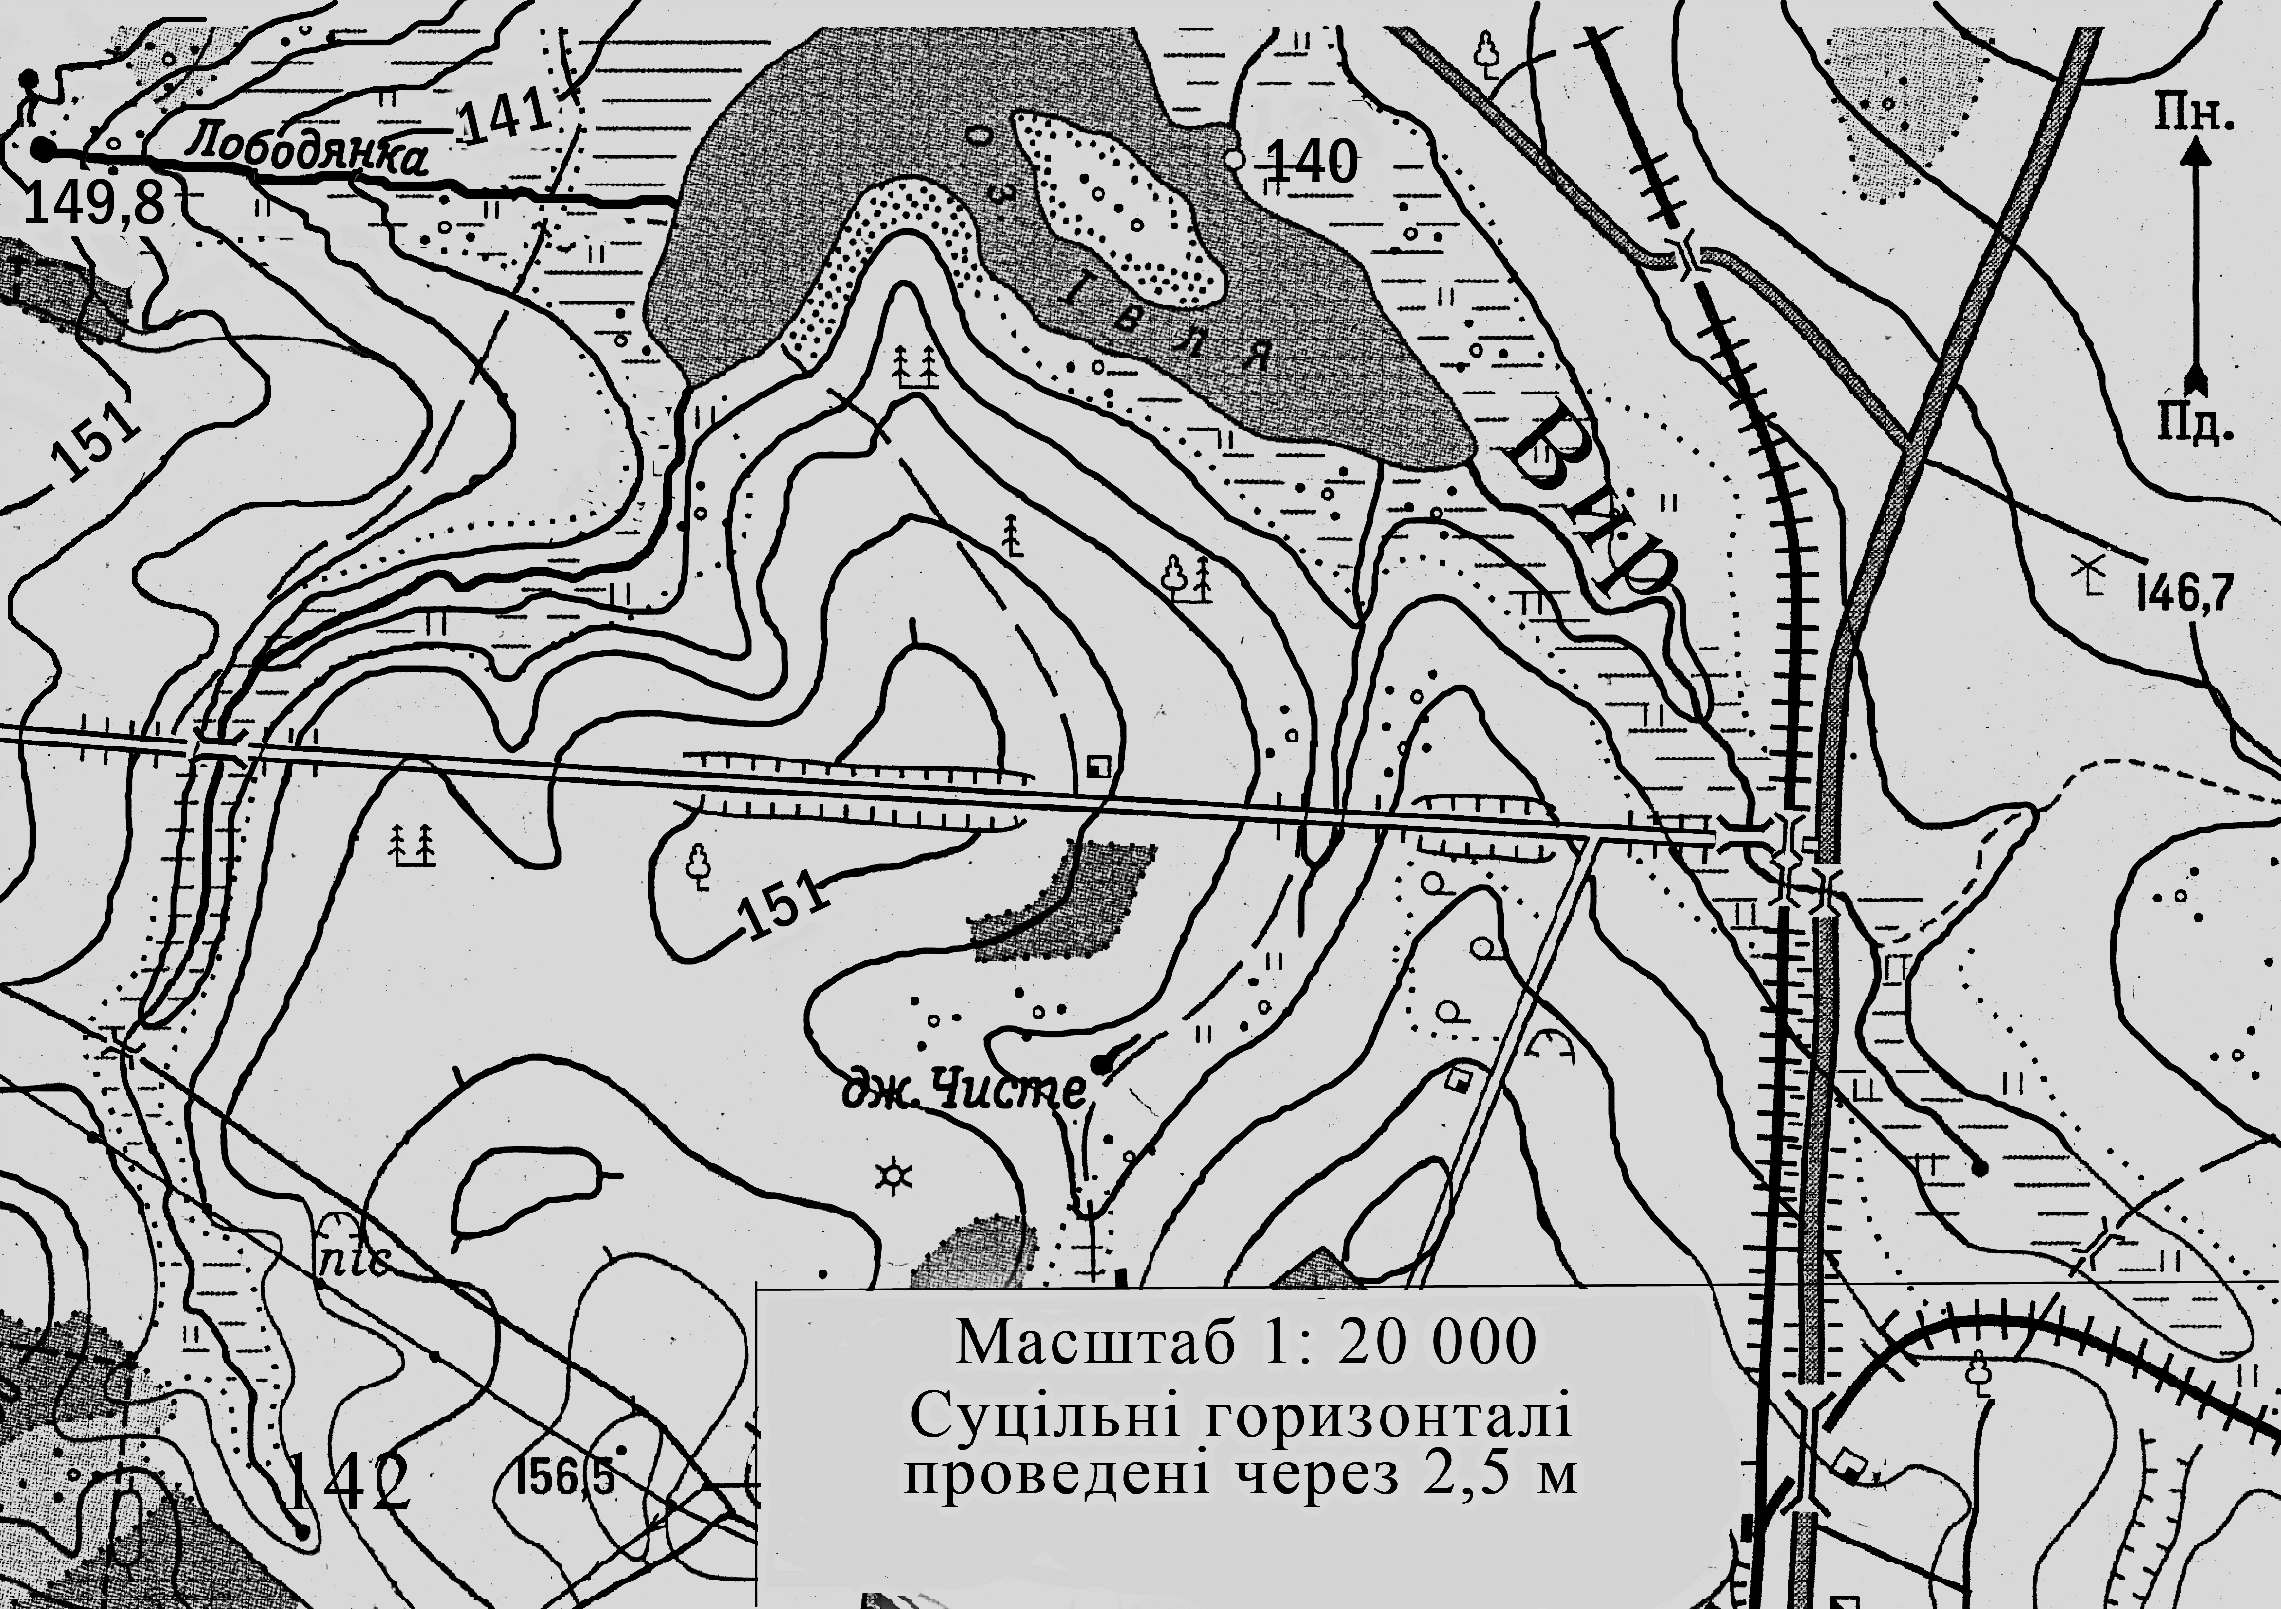 Пн.
141
Лободянка
140
149,8
оз. Івля
Пд.
151
Вир
146,7
151
дж. Чисте
піс.
142
156,5
Масштаб 1: 20 000
Суцільні горизонталі
проведені через 2,5 м